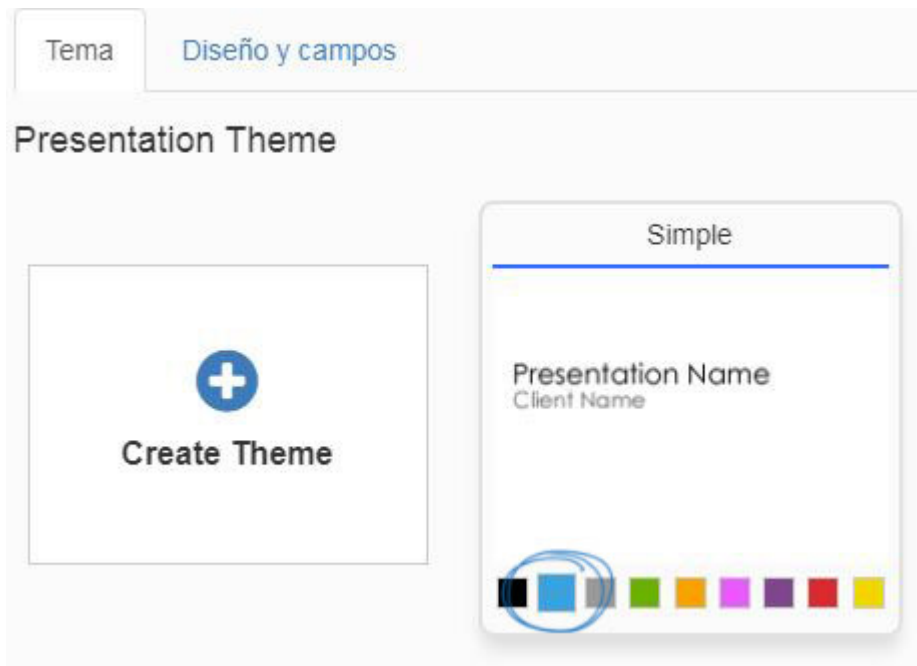 Tema
Diseño y campos
Presentation Theme
Simple
Presentation Name
Client Name
Create Theme